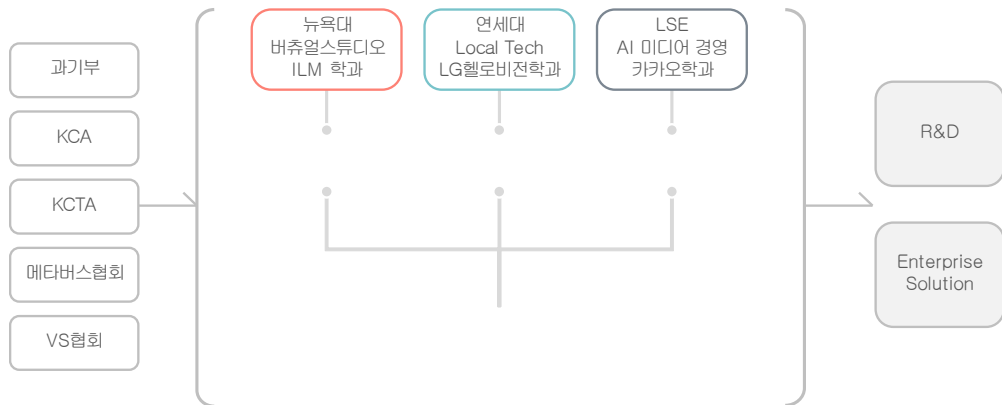 과기부
KCA
KCTA
메타버스협회
VS협회
뉴욕대
버츄얼스튜디오
ILM 학과
연세대
Local Tech
LG헬로비전학과
LSE
AI 미디어 경영
카카오학과
R&D
Enterprise
Solution